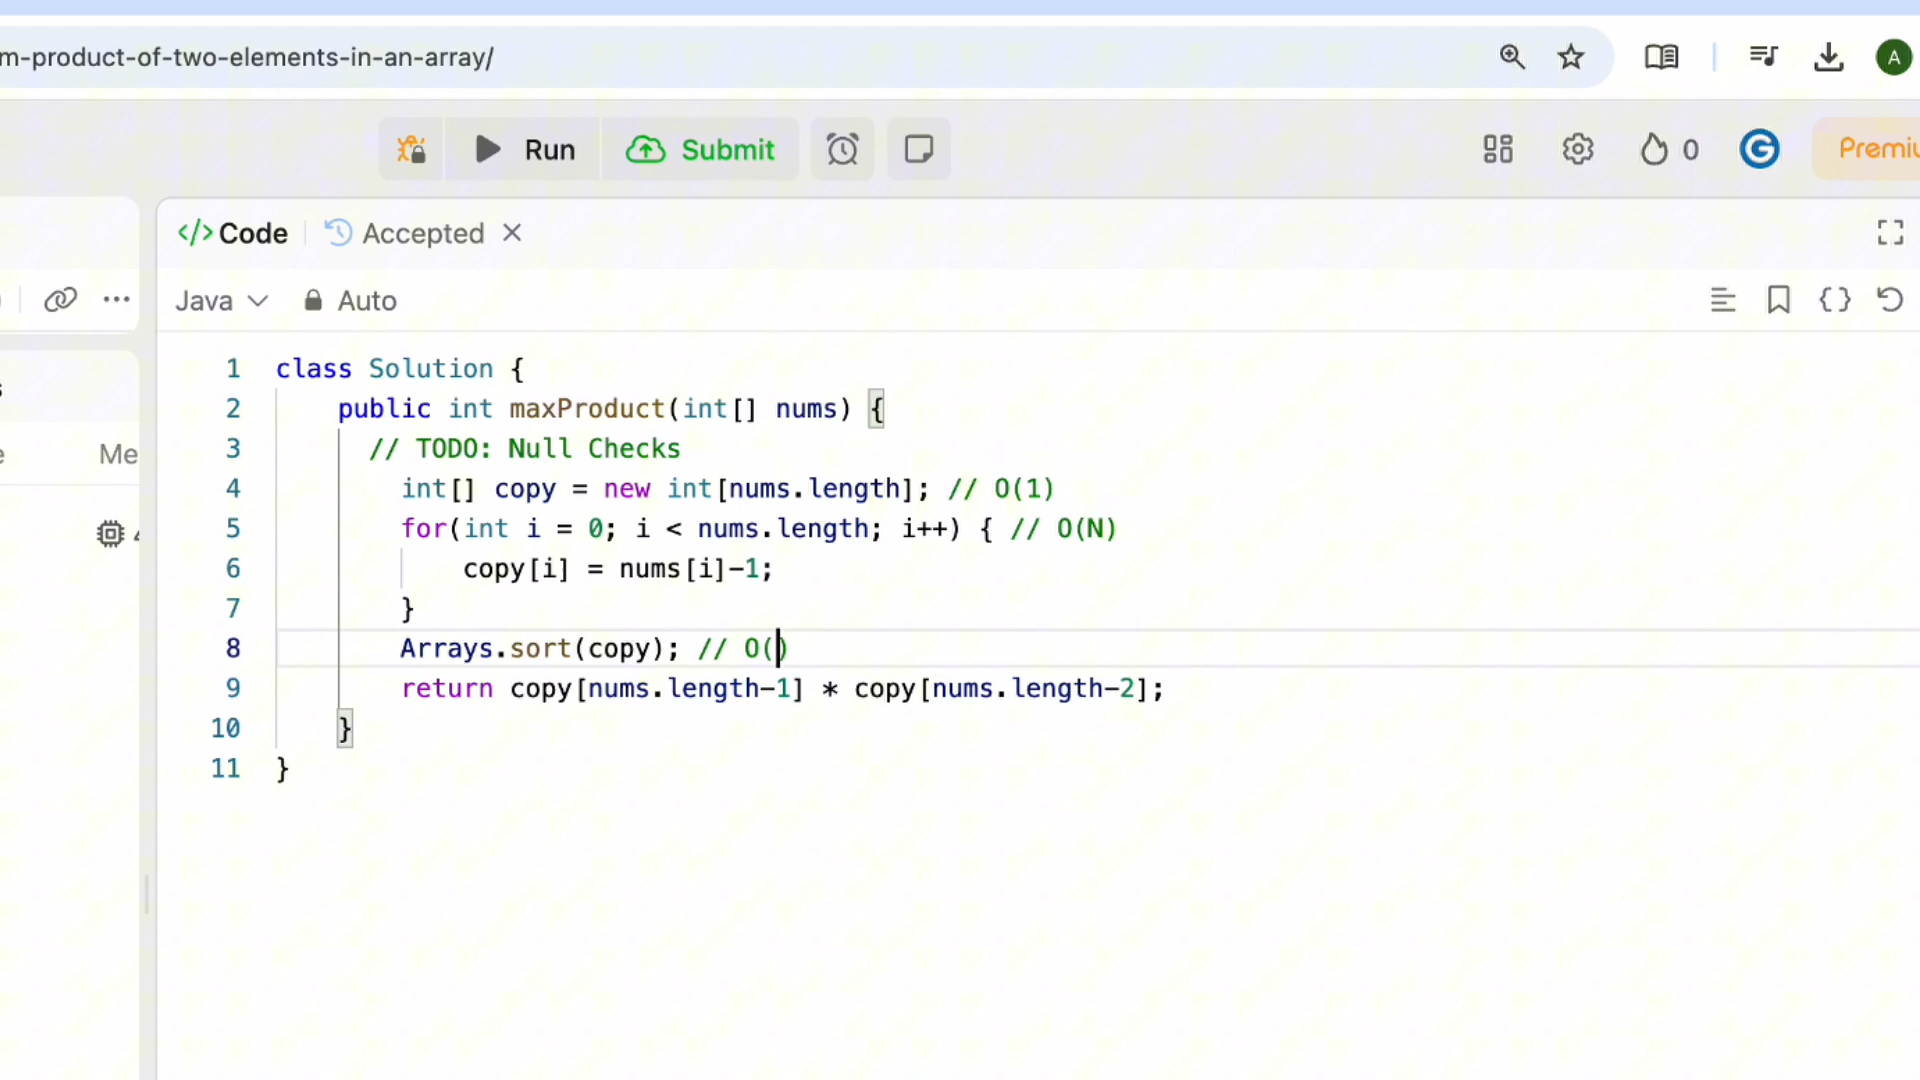 m-product-of-two-elements-in-an-array/
A
Run
Submit
0
G
Premiu
</> Code
Accepted
Java
Auto
Me
1 class Solution {
2 public int maxProduct(int[] nums) {
3 // TODO: Null Checks
4 int[] copy = new int[nums.length]; // O(1)
5 for(int i = 0; i < nums.length; i++) { // O(N)
6 copy[i] = nums[i]-1;
7 }
8 Arrays.sort(copy); // O()
9 return copy[nums.length-1] * copy[nums.length-2];
10 }
11 }